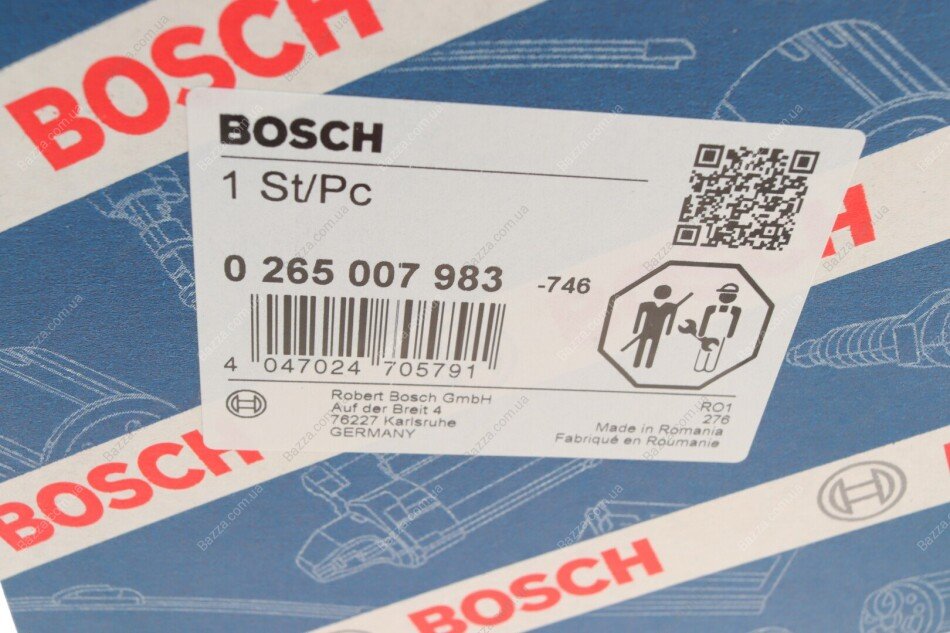 BOSCH
BOSCH
1 St/Pc
0 265 007 983 -746
4 047024 705791
Robert Bosch GmbH
Auf der Breit 4
76227 Karlsruhe
GERMANY
RO1
276
Made in Romania
Fabriqué en Roumanie
H
BOSCH
BOSCH
Bazza.com.ua